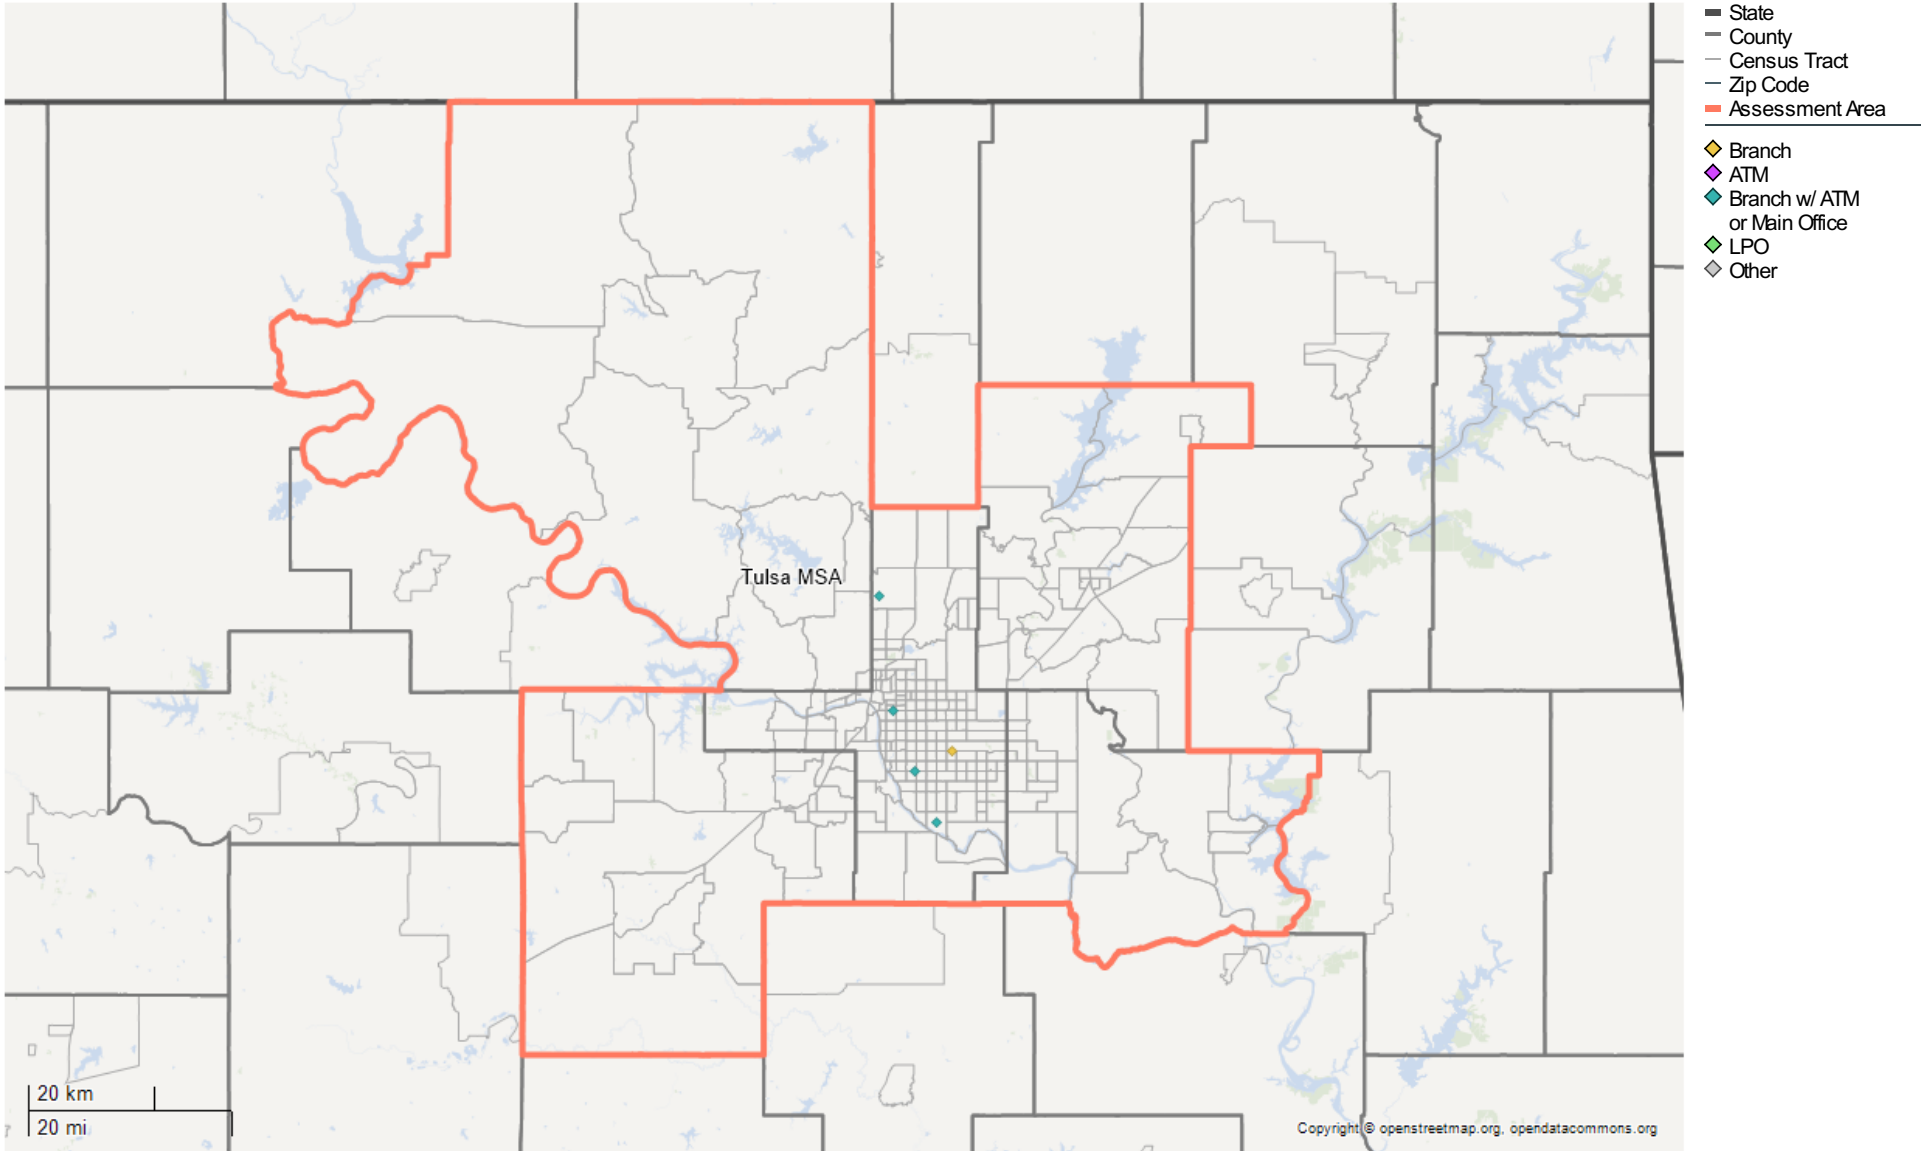 State
County
Census Tract
Zip Code
Assessment Area
Branch
ATM
Branch w/ ATM
or Main Office
LPO
Other
Tulsa MSA
20 km
20 mi
Copyright © openstreetmap.org, opendatacommons.org